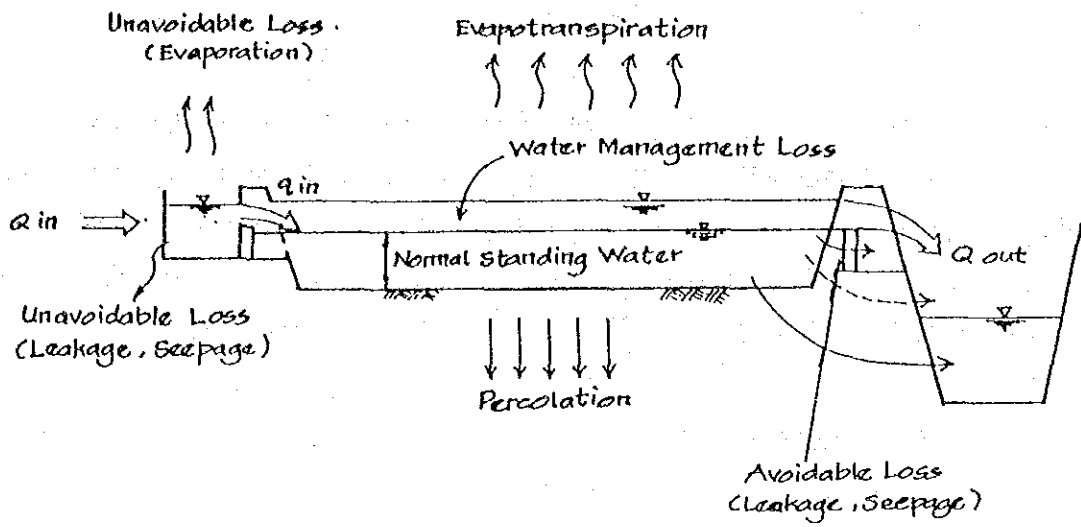 Unavoidable Loss.
(Evaporation)
Evapotranspiration
Water Management Loss
q in
Q in
Normal Standing Water
Q out
Unavoidable Loss
(Leakage, Seepage)
Percolation
Avoidable Loss
(Leakage, Seepage)